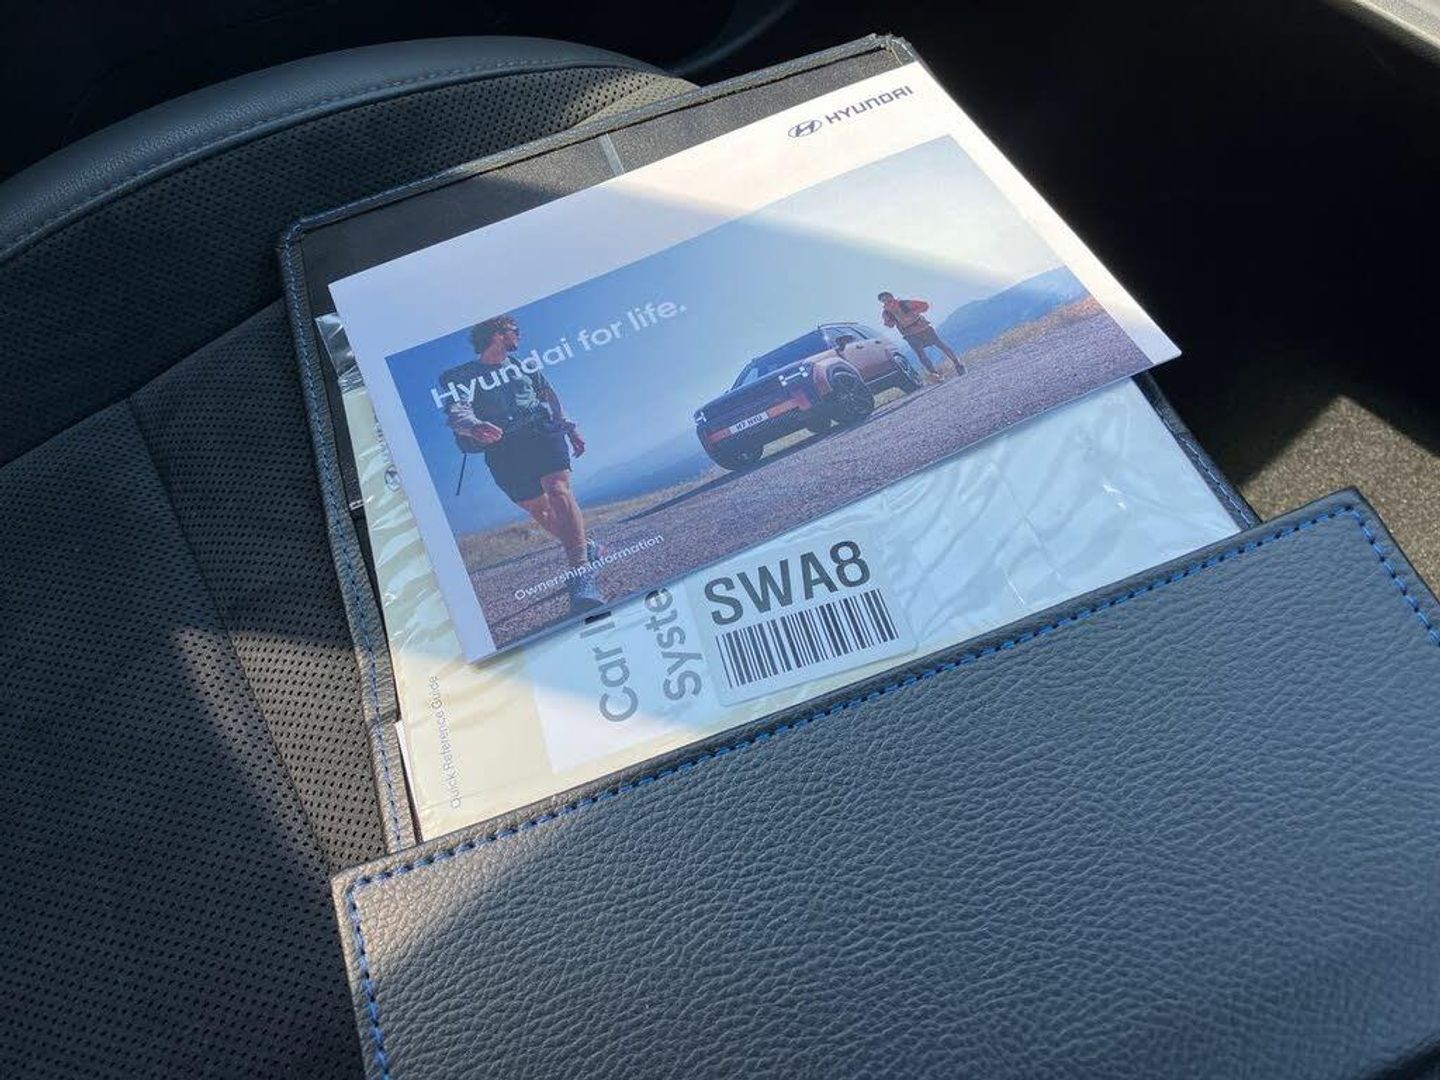 HYUNDAI
Hyundai for life.
Ownership Information
SWA8
Car I
Syste
Quick Reference Guide